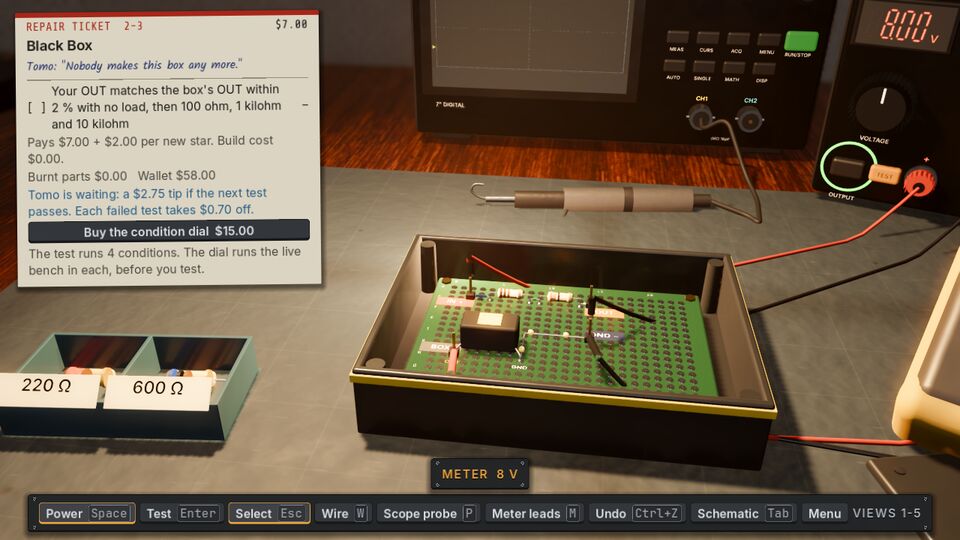 REPAIR TICKET 2-3 $7.00
Black Box
Tomo: "Nobody makes this box any more."
[ ] Your OUT matches the box's OUT within 2 % with no load, then 100 ohm, 1 kilohm and 10 kilohm –
Pays $7.00 + $2.00 per new star. Build cost $0.00.
Burnt parts $0.00 Wallet $58.00
Tomo is waiting: a $2.75 tip if the next test passes. Each failed test takes $0.70 off.
Buy the condition dial $15.00
The test runs 4 conditions. The dial runs the live bench in each, before you test.
MEAS CURS ACQ MENU RUN/STOP
AUTO SINGLE MATH DISP
7" DIGITAL
CH1 CH2
8.00 V
VOLTAGE
OUTPUT
TEST
+
GND
220 Ω
600 Ω
METER 8 V
Power Space
Test Enter
Select Esc
Wire W
Scope probe P
Meter leads M
Undo Ctrl+Z
Schematic Tab
Menu
VIEWS 1-5